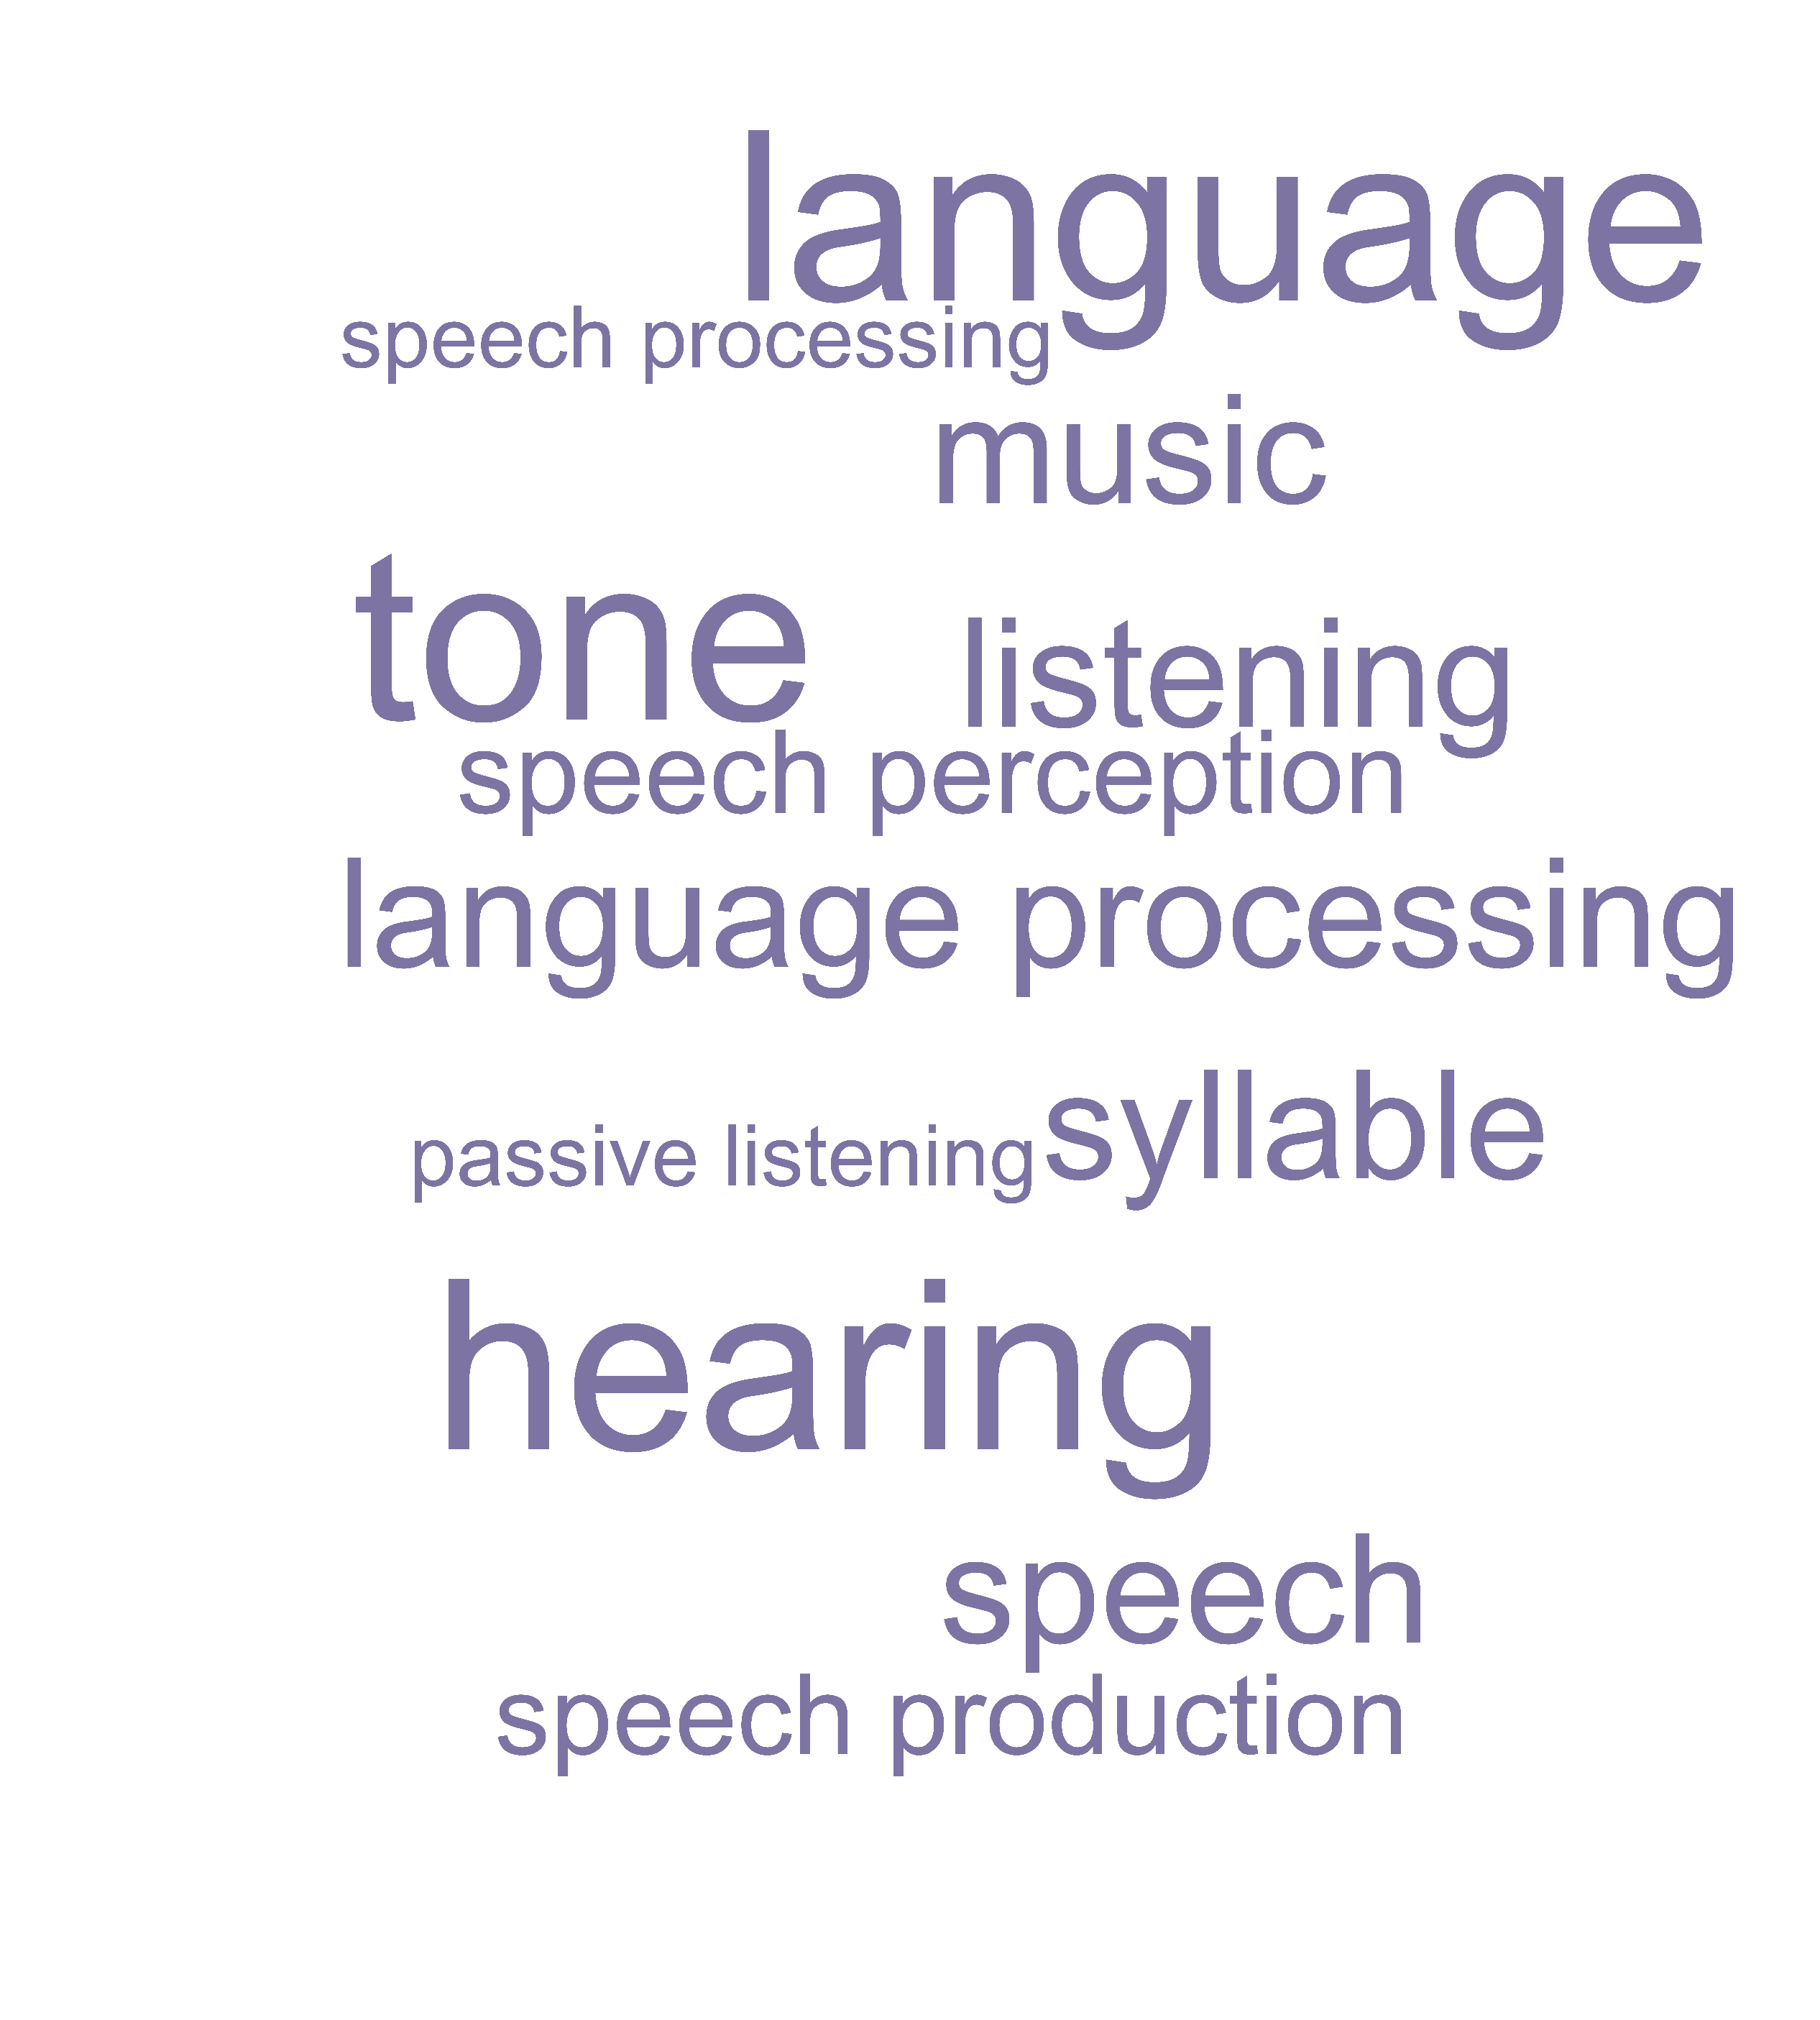 language
speech processing
music
tone
listening
speech perception
language processing
syllable
passive listening
hearing
speech
speech production